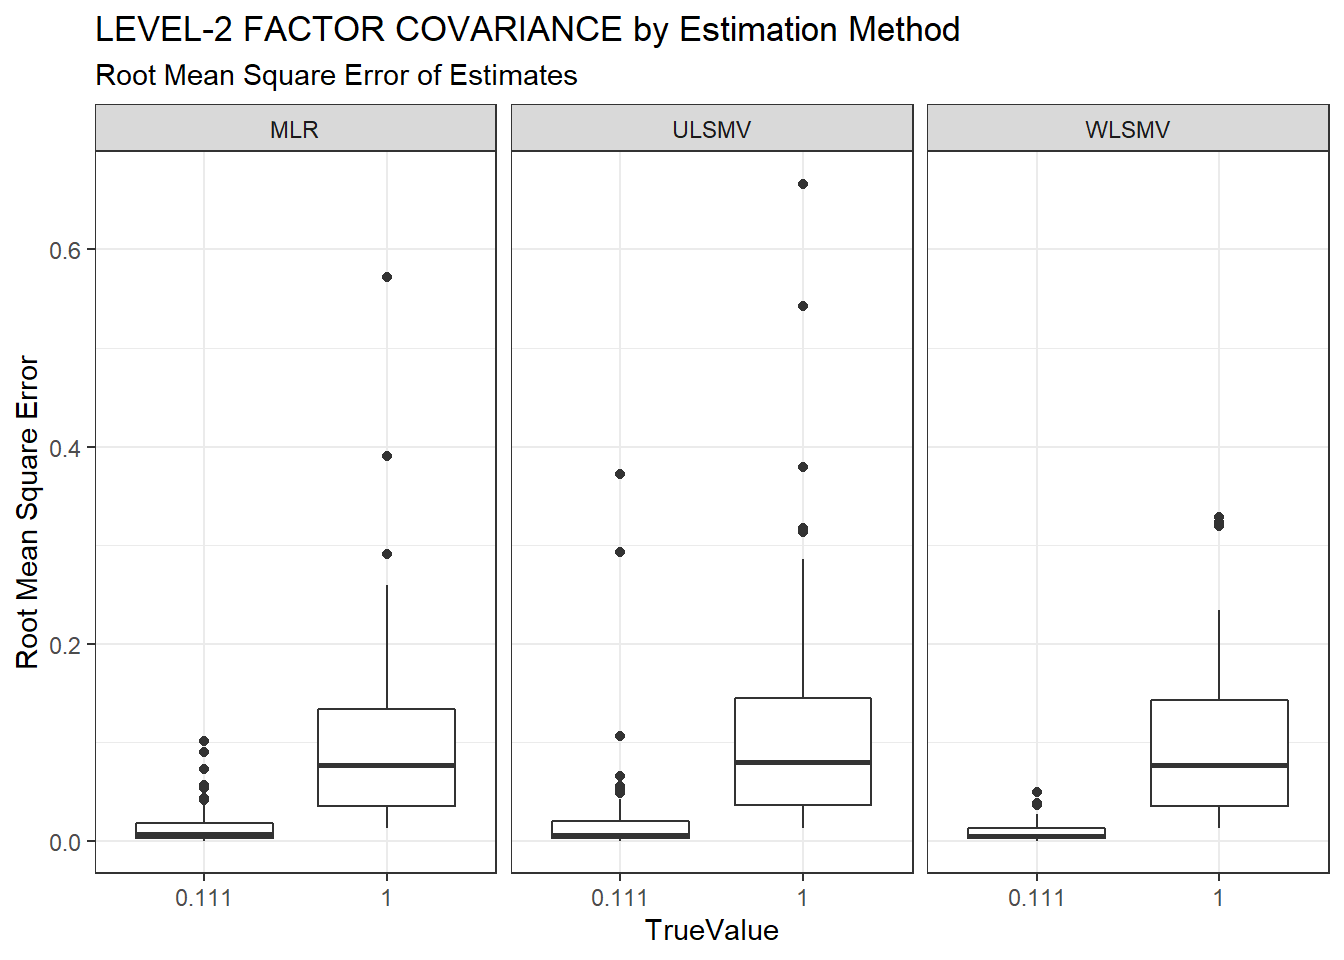 LEVEL-2 FACTOR COVARIANCE by Estimation Method
Root Mean Square Error of Estimates
MLR ULSMV WLSMV
Root Mean Square Error
0.6
0.4
0.2
0.0
0.111 1 0.111 1 0.111 1
TrueValue